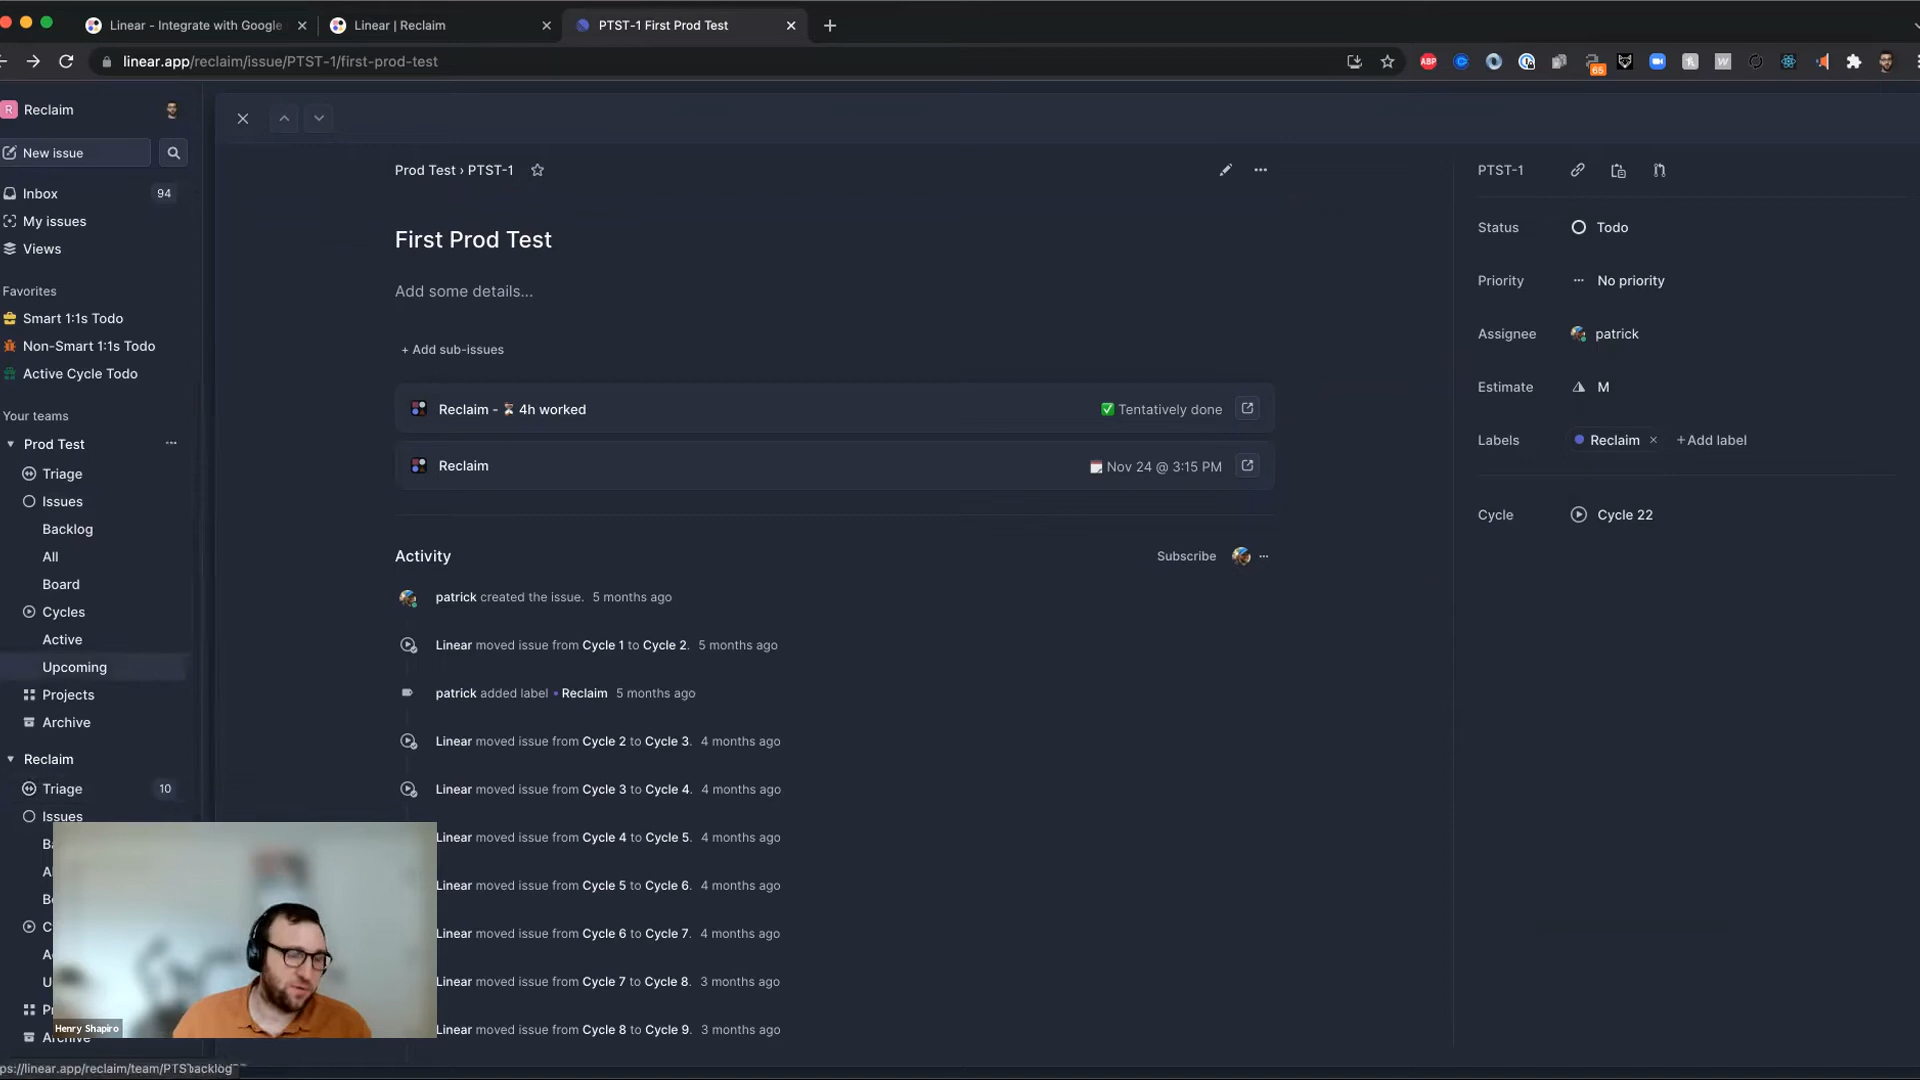 Linear - Integrate with Google
Linear | Reclaim
PTST-1 First Prod Test
linear.app/reclaim/issue/PTST-1/first-prod-test
ABP
65
W
R Reclaim
New issue
Inbox 94
My issues
Views
Favorites
Smart 1:1s Todo
Non-Smart 1:1s Todo
Active Cycle Todo
Your teams
Prod Test
Triage
Issues
Backlog
All
Board
Cycles
Active
Upcoming
Projects
Archive
Reclaim
Triage 10
Issues
Henry Shapiro
Prod Test › PTST-1
First Prod Test
Add some details...
+ Add sub-issues
Reclaim - ⌛ 4h worked ✅ Tentatively done
Reclaim Nov 24 @ 3:15 PM
Activity Subscribe
patrick created the issue. 5 months ago
Linear moved issue from Cycle 1 to Cycle 2. 5 months ago
patrick added label • Reclaim 5 months ago
Linear moved issue from Cycle 2 to Cycle 3. 4 months ago
Linear moved issue from Cycle 3 to Cycle 4. 4 months ago
Linear moved issue from Cycle 4 to Cycle 5. 4 months ago
Linear moved issue from Cycle 5 to Cycle 6. 4 months ago
Linear moved issue from Cycle 6 to Cycle 7. 4 months ago
Linear moved issue from Cycle 7 to Cycle 8. 3 months ago
Linear moved issue from Cycle 8 to Cycle 9. 3 months ago
PTST-1
Status Todo
Priority No priority
Assignee patrick
Estimate M
Labels Reclaim × +Add label
Cycle Cycle 22